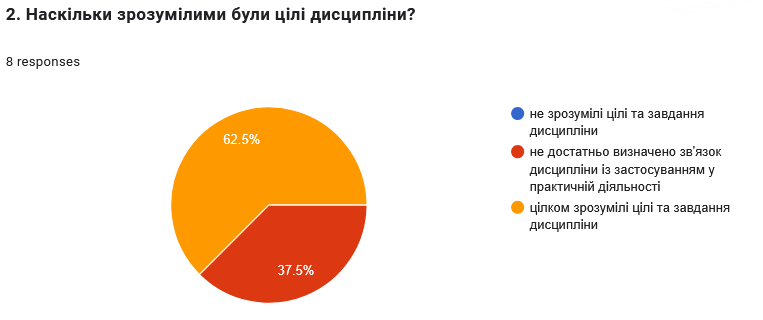 2. Наскільки зрозумілими були цілі дисципліни?
8 responses
62.5%
37.5%
не зрозумілі цілі та завдання
дисципліни
не достатньо визначено зв'язок
дисципліни із застосуванням у
практичній діяльності
цілком зрозумілі цілі та завдання
дисципліни